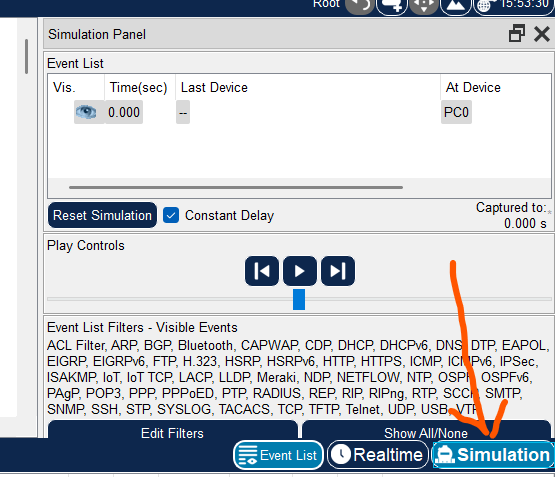 Root
15:53:30
Simulation Panel
Event List
Vis. Time(sec) Last Device At Device
0.000 -- PC0
Reset Simulation Constant Delay Captured to:*
0.000 s
Play Controls
Event List Filters - Visible Events
ACL Filter, ARP, BGP, Bluetooth, CAPWAP, CDP, DHCP, DHCPv6, DNS, DTP, EAPOL,
EIGRP, EIGRPv6, FTP, H.323, HSRP, HSRPv6, HTTP, HTTPS, ICMP, ICMPv6, IPSec,
ISAKMP, IoT, IoT TCP, LACP, LLDP, Meraki, NDP, NETFLOW, NTP, OSPF, OSPFv6,
PAgP, POP3, PPP, PPPoED, PTP, RADIUS, REP, RIP, RIPng, RTP, SCCP, SMTP,
SNMP, SSH, STP, SYSLOG, TACACS, TCP, TFTP, Telnet, UDP, USB, VTP
Edit Filters Show All/None
Event List Realtime Simulation